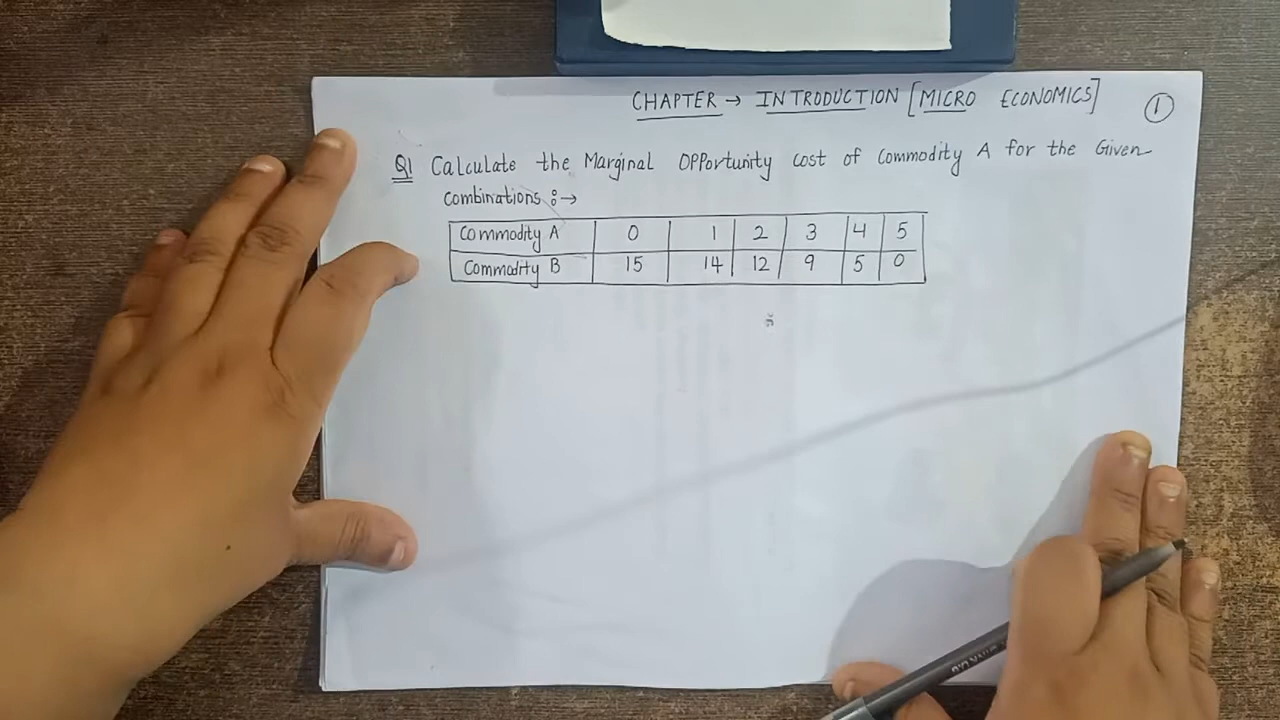 CHAPTER → INTRODUCTION [MICRO ECONOMICS]
1
Q1 Calculate the Marginal Opportunity cost of Commodity A for the Given
Combinations :→
Commodity A 0 1 2 3 4 5
Commodity B 15 14 12 9 5 0